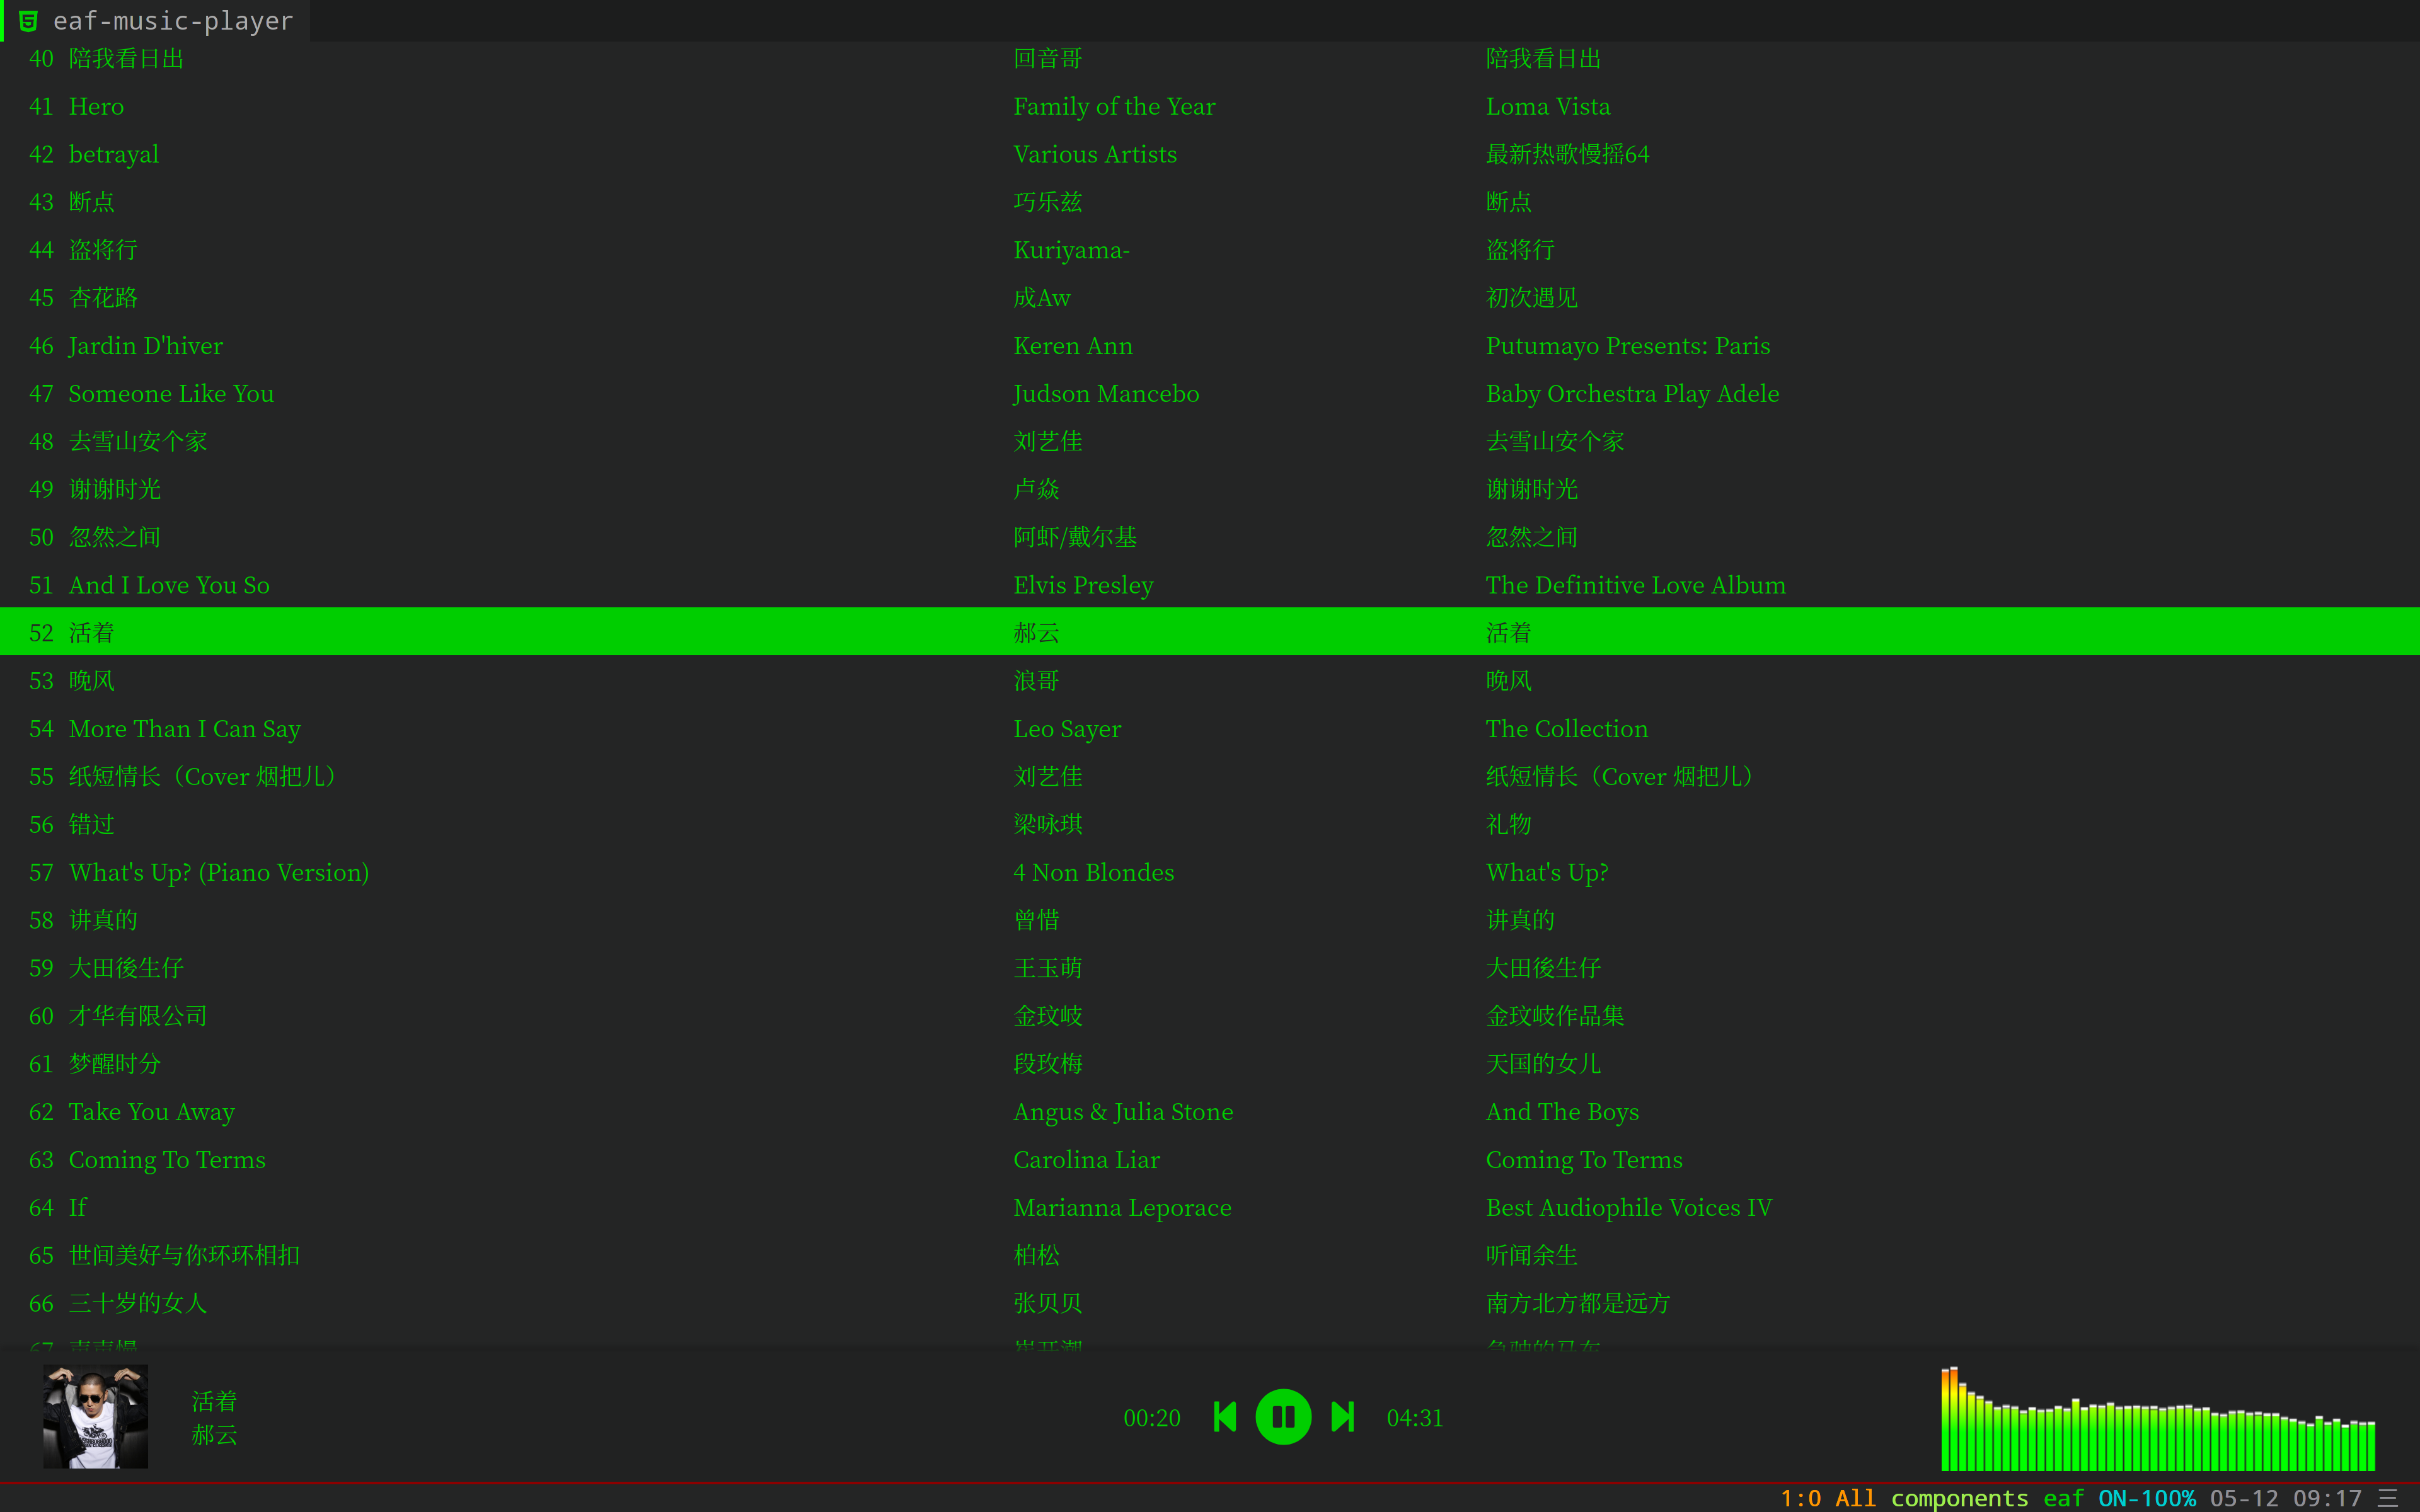 eaf-music-player
40 陪我看日出 回音哥 陪我看日出
41 Hero Family of the Year Loma Vista
42 betrayal Various Artists 最新热歌慢摇64
43 断点 巧乐兹 断点
44 盗将行 Kuriyama- 盗将行
45 杏花路 成Aw 初次遇见
46 Jardin D'hiver Keren Ann Putumayo Presents: Paris
47 Someone Like You Judson Mancebo Baby Orchestra Play Adele
48 去雪山安个家 刘艺佳 去雪山安个家
49 谢谢时光 卢焱 谢谢时光
50 忽然之间 阿虾/戴尔基 忽然之间
51 And I Love You So Elvis Presley The Definitive Love Album
52 活着 郝云 活着
53 晚风 浪哥 晚风
54 More Than I Can Say Leo Sayer The Collection
55 纸短情长（Cover 烟把儿） 刘艺佳 纸短情长（Cover 烟把儿）
56 错过 梁咏琪 礼物
57 What's Up? (Piano Version) 4 Non Blondes What's Up?
58 讲真的 曾惜 讲真的
59 大田後生仔 王玉萌 大田後生仔
60 才华有限公司 金玟岐 金玟岐作品集
61 梦醒时分 段玫梅 天国的女儿
62 Take You Away Angus & Julia Stone And The Boys
63 Coming To Terms Carolina Liar Coming To Terms
64 If Marianna Leporace Best Audiophile Voices IV
65 世间美好与你环环相扣 柏松 听闻余生
66 三十岁的女人 张贝贝 南方北方都是远方
67 声声慢
活着
郝云
00:20 04:31
1:0 All components eaf ON-100% 05-12 09:17 三